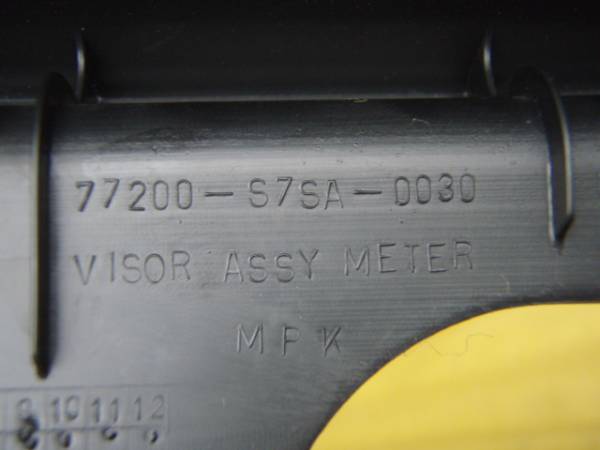 77200-S7SA-0030
VISOR ASSY METER
MPK
9 10 11 12